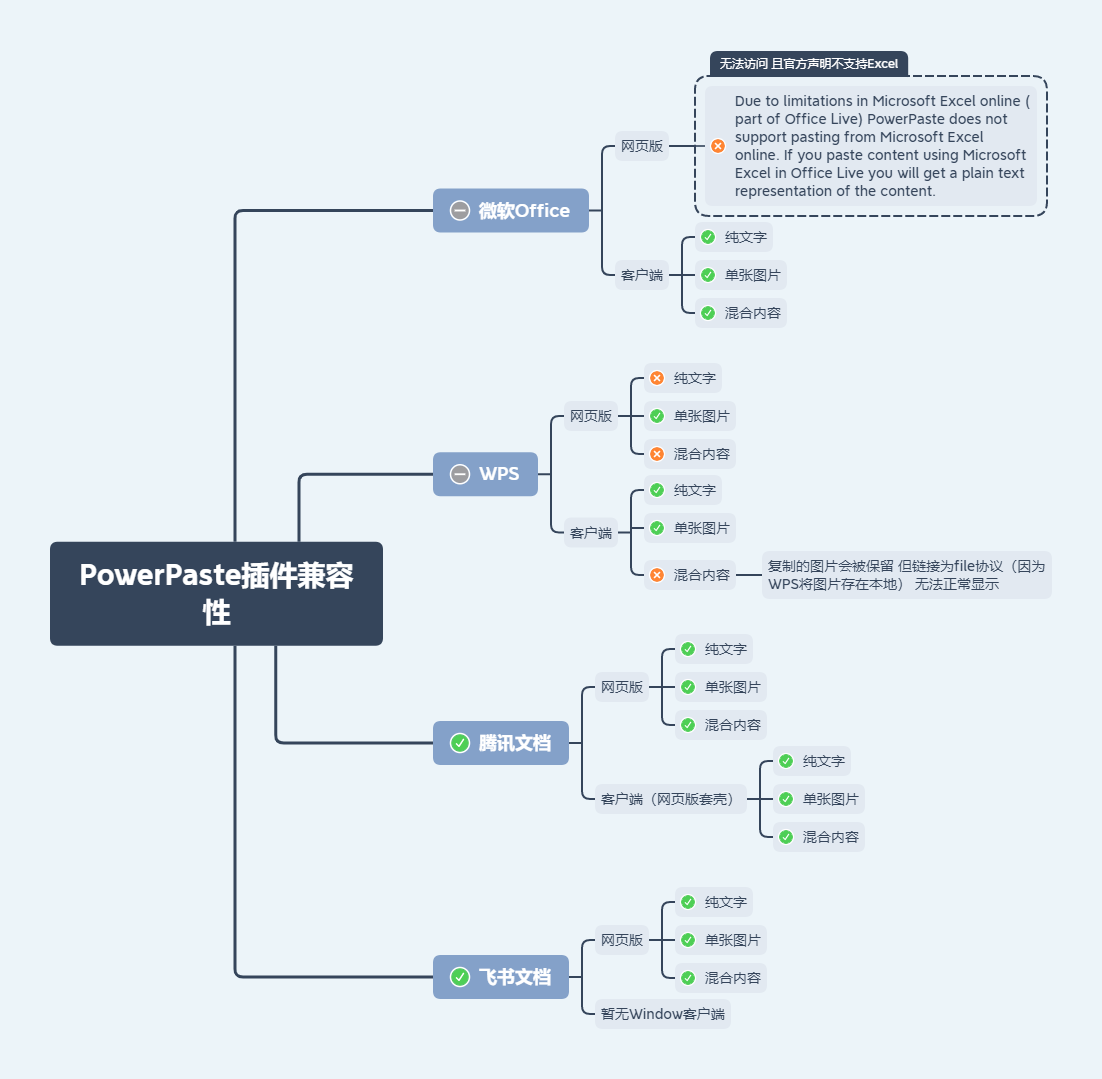 PowerPaste插件兼容
性
微软Office
网页版
无法访问 且官方声明不支持Excel
Due to limitations in Microsoft Excel online (
part of Office Live) PowerPaste does not
support pasting from Microsoft Excel
online. If you paste content using Microsoft
Excel in Office Live you will get a plain text
representation of the content.
客户端
纯文字
单张图片
混合内容
WPS
网页版
纯文字
单张图片
混合内容
客户端
纯文字
单张图片
混合内容
复制的图片会被保留 但链接为file协议（因为
WPS将图片存在本地） 无法正常显示
腾讯文档
网页版
纯文字
单张图片
混合内容
客户端（网页版套壳）
纯文字
单张图片
混合内容
飞书文档
网页版
纯文字
单张图片
混合内容
暂无Window客户端